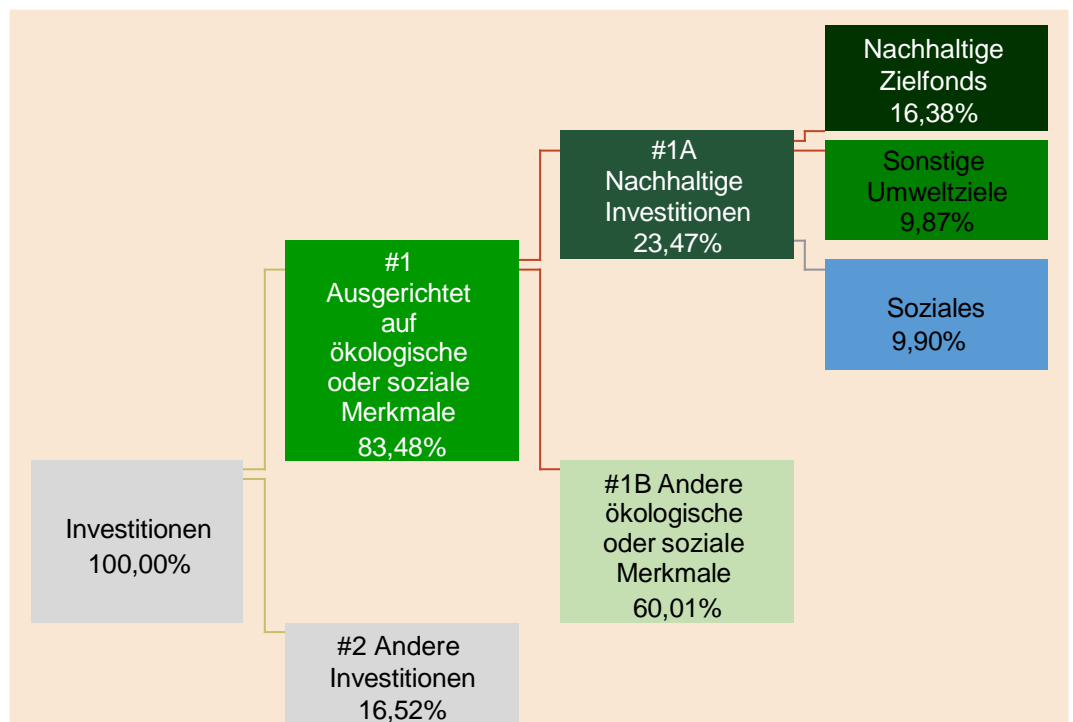 Investitionen
100,00%
#1
Ausgerichtet
auf
ökologische
oder soziale
Merkmale
83,48%
#2 Andere
Investitionen
16,52%
#1A
Nachhaltige
Investitionen
23,47%
#1B Andere
ökologische
oder soziale
Merkmale
60,01%
Nachhaltige
Zielfonds
16,38%
Sonstige
Umweltziele
9,87%
Soziales
9,90%